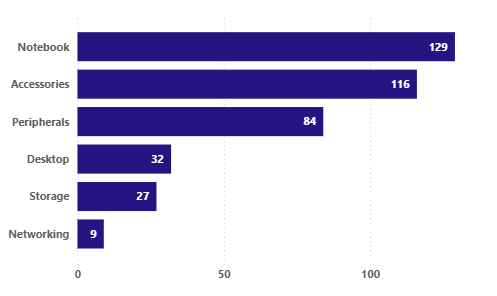 Notebook 129
Accessories 116
Peripherals 84
Desktop 32
Storage 27
Networking 9
0 50 100